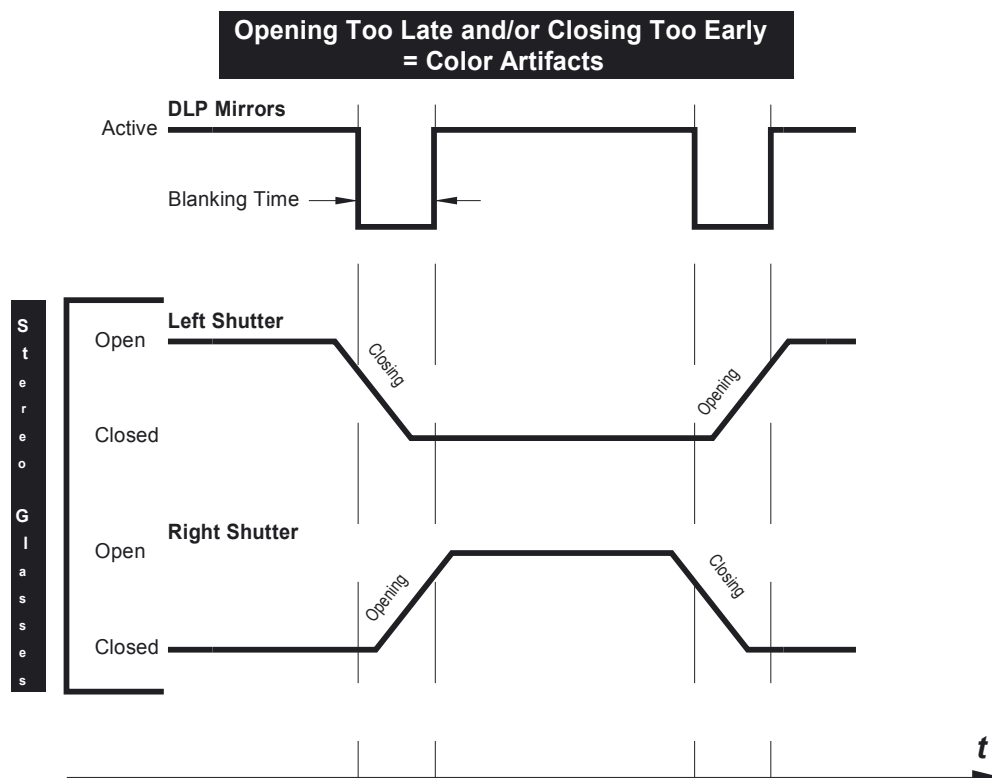 Opening Too Late and/or Closing Too Early
= Color Artifacts
DLP Mirrors
Active
Blanking Time
Stereo Glasses
Left Shutter
Open
Closing
Opening
Closed
Right Shutter
Open
Opening
Closing
Closed
t